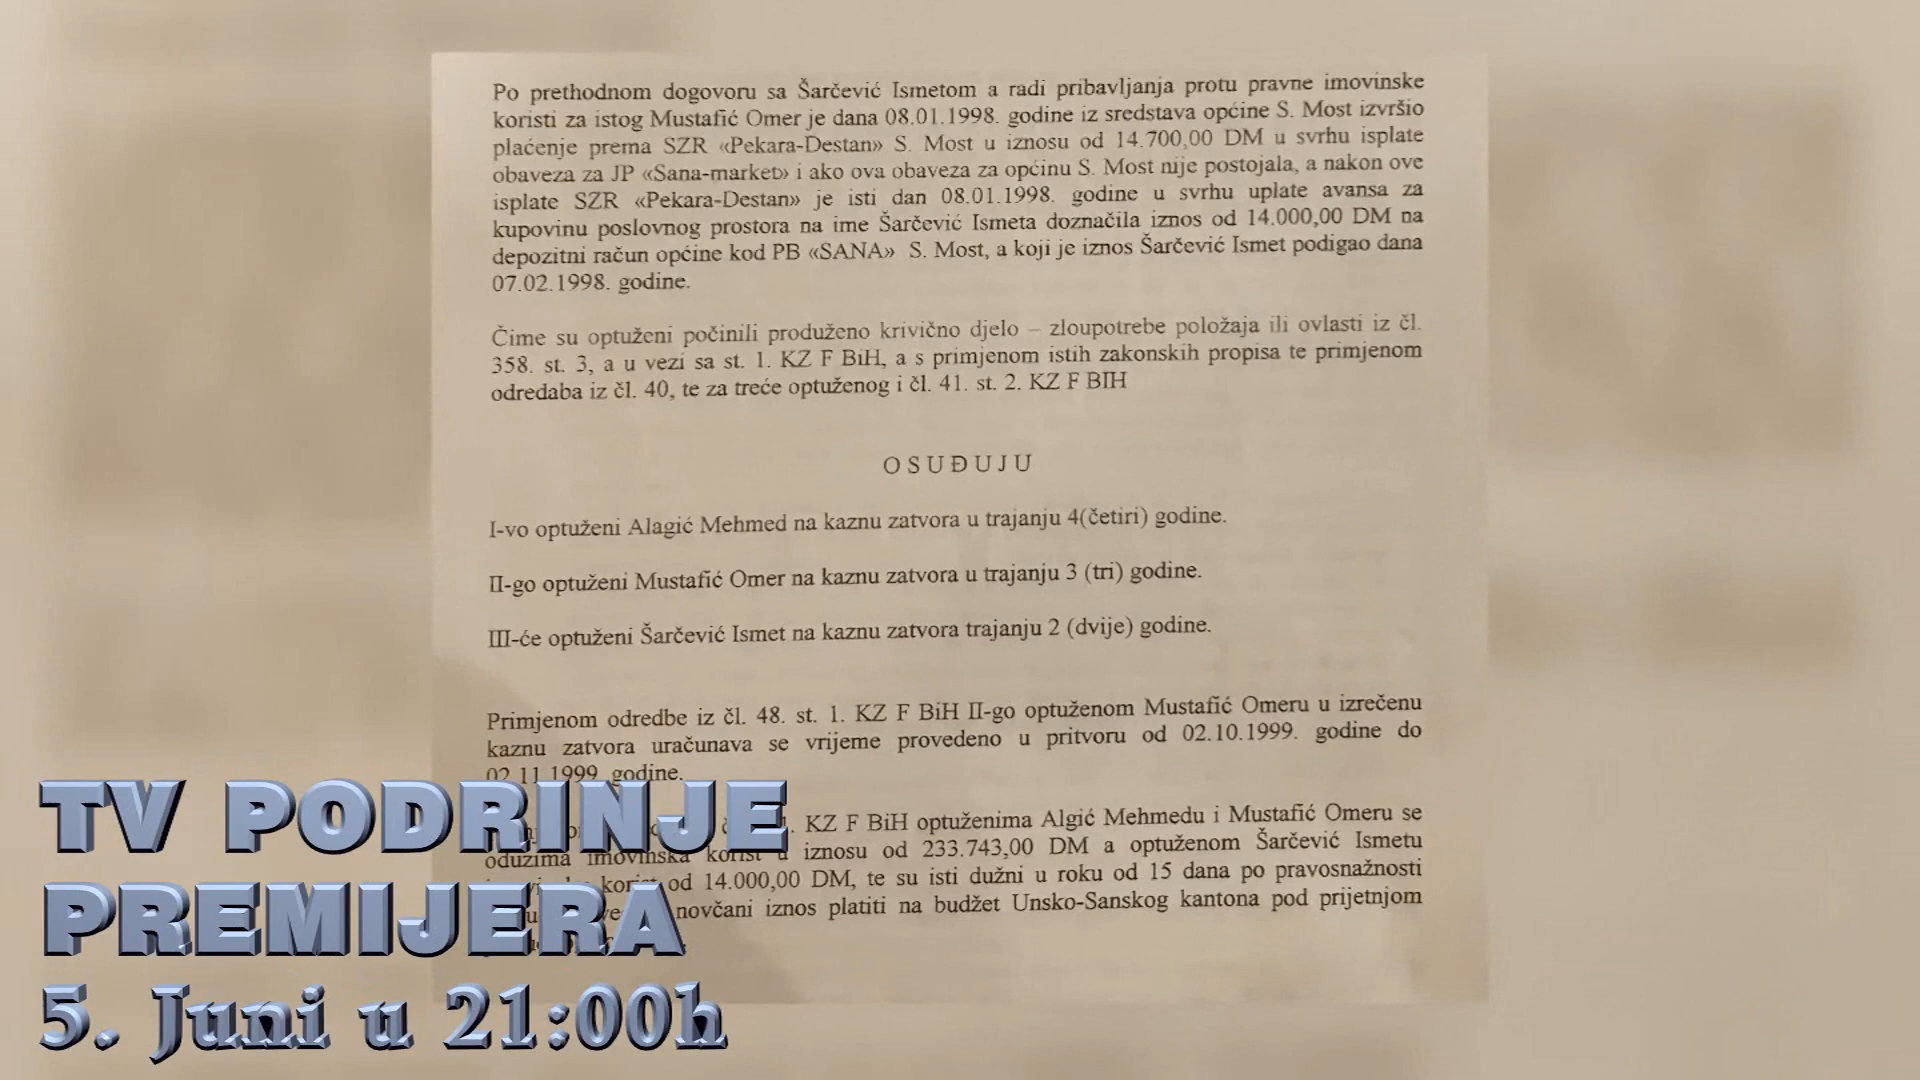 Po prethodnom dogovoru sa Šarčević Ismetom a radi pribavljanja protu pravne imovinske
koristi za istog Mustafić Omer je dana 08.01.1998. godine iz sredstava općine S. Most izvršio
plaćenje prema SZR «Pekara-Destan» S. Most u iznosu od 14.700,00 DM u svrhu isplate
obaveza za JP «Sana-market» i ako ova obaveza za općinu S. Most nije postojala, a nakon ove
isplate SZR «Pekara-Destan» je isti dan 08.01.1998. godine u svrhu uplate avansa za
kupovinu poslovnog prostora na ime Šarčević Ismeta doznačila iznos od 14.000,00 DM na
depozitni račun općine kod PB «SANA» S. Most, a koji je iznos Šarčević Ismet podigao dana
07.02.1998. godine.
Čime su optuženi počinili produženo krivično djelo – zloupotrebe položaja ili ovlasti iz čl.
358. st. 3, a u vezi sa st. 1. KZ F BiH, a s primjenom istih zakonskih propisa te primjenom
odredaba iz čl. 40, te za treće optuženog i čl. 41. st. 2. KZ F BIH
O S U Đ U J U
I-vo optuženi Alagić Mehmed na kaznu zatvora u trajanju 4(četiri) godine.
II-go optuženi Mustafić Omer na kaznu zatvora u trajanju 3 (tri) godine.
III-će optuženi Šarčević Ismet na kaznu zatvora trajanju 2 (dvije) godine.
Primjenom odredbe iz čl. 48. st. 1. KZ F BiH II-go optuženom Mustafić Omeru u izrečenu
kaznu zatvora uračunava se vrijeme provedeno u pritvoru od 02.10.1999. godine do
02.11.1999. godine.
KZ F BiH optuženima Algić Mehmedu i Mustafić Omeru se
oduzima imovinska korist u iznosu od 233.743,00 DM a optuženom Šarčević Ismetu
korist od 14.000,00 DM, te su isti dužni u roku od 15 dana po pravosnažnosti
novčani iznos platiti na budžet Unsko-Sanskog kantona pod prijetnjom
TV PODRINJE
PREMIJERA
5. Juni u 21:00h